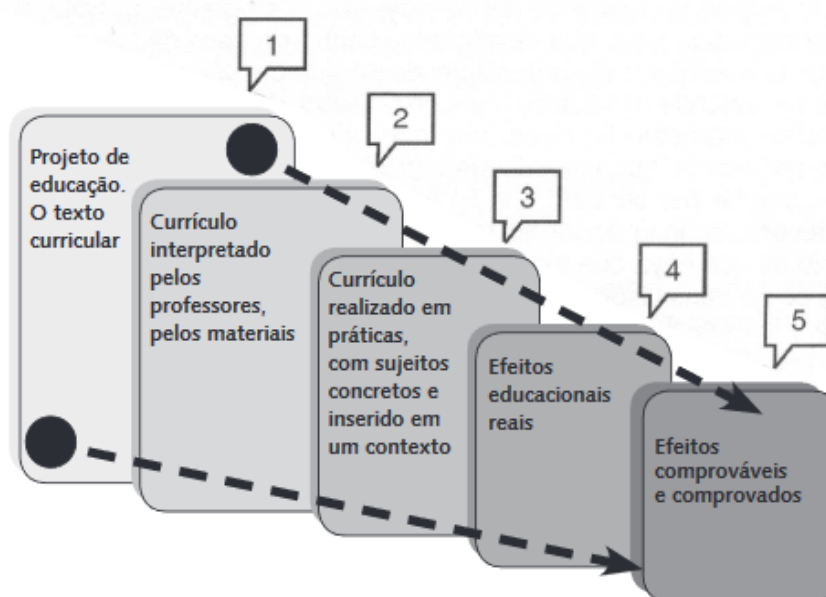 1
Projeto de
educação.
O texto
curricular
2
Currículo
interpretado
pelos
professores,
pelos materiais
3
Currículo
realizado em
práticas,
com sujeitos
concretos e
inserido em
um contexto
4
Efeitos
educacionais
reais
5
Efeitos
comprováveis
e comprovados